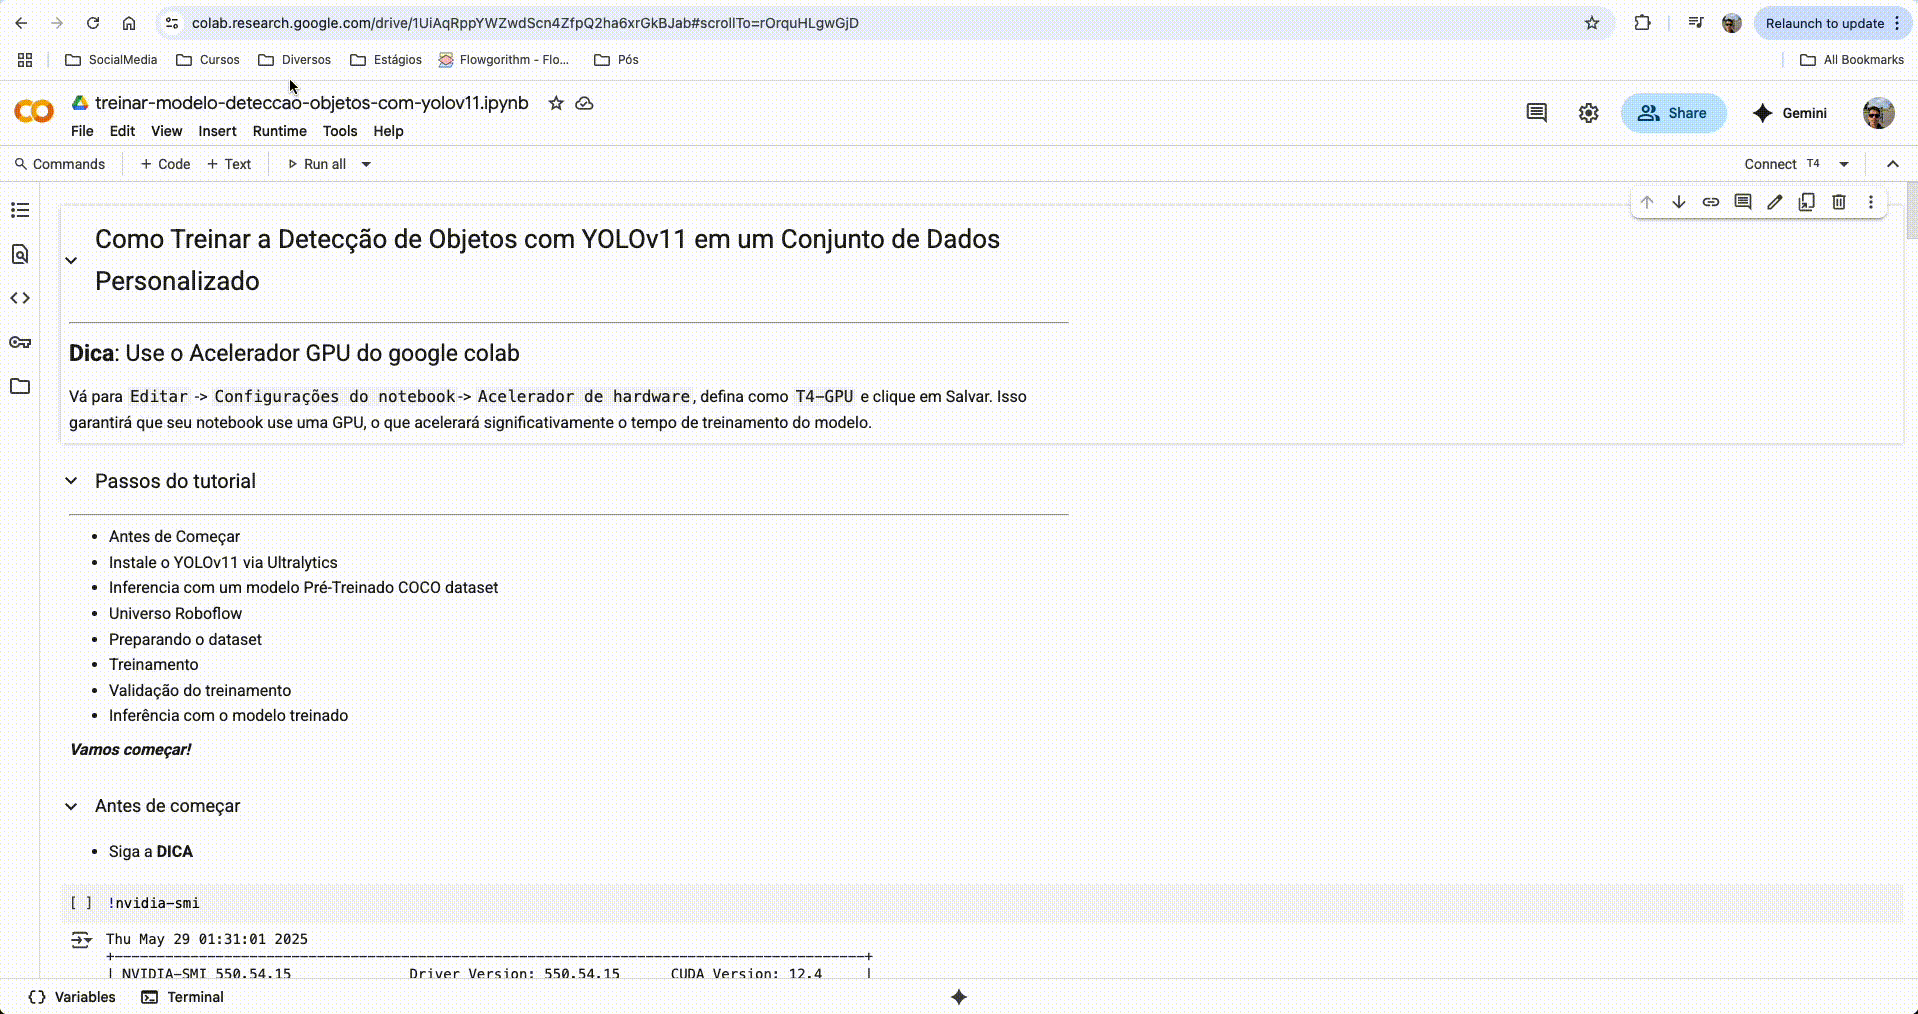 colab.research.google.com/drive/1UiAqRppYWZwdScn4ZfpQ2ha6xrGkBJab#scrollTo=rOrquHLgwGjD
Relaunch to update
SocialMedia Cursos Diversos Estágios Flowgorithm - Flo... Pós All Bookmarks
CO treinar-modelo-deteccao-objetos-com-yolov11.ipynb
File Edit View Insert Runtime Tools Help
Share Gemini
Commands + Code + Text Run all Connect T4
Como Treinar a Detecção de Objetos com YOLOv11 em um Conjunto de Dados
Personalizado
Dica: Use o Acelerador GPU do google colab
Vá para Editar -> Configurações do notebook-> Acelerador de hardware, defina como T4-GPU e clique em Salvar. Isso
garantirá que seu notebook use uma GPU, o que acelerará significativamente o tempo de treinamento do modelo.
Passos do tutorial
• Antes de Começar
• Instale o YOLOv11 via Ultralytics
• Inferencia com um modelo Pré-Treinado COCO dataset
• Universo Roboflow
• Preparando o dataset
• Treinamento
• Validação do treinamento
• Inferência com o modelo treinado
Vamos começar!
Antes de começar
• Siga a DICA
[ ] !nvidia-smi
Thu May 29 01:31:01 2025
+-----------------------------------------------------------------------------------------+
| NVIDIA-SMI 550.54.15 Driver Version: 550.54.15 CUDA Version: 12.4 |
{} Variables Terminal